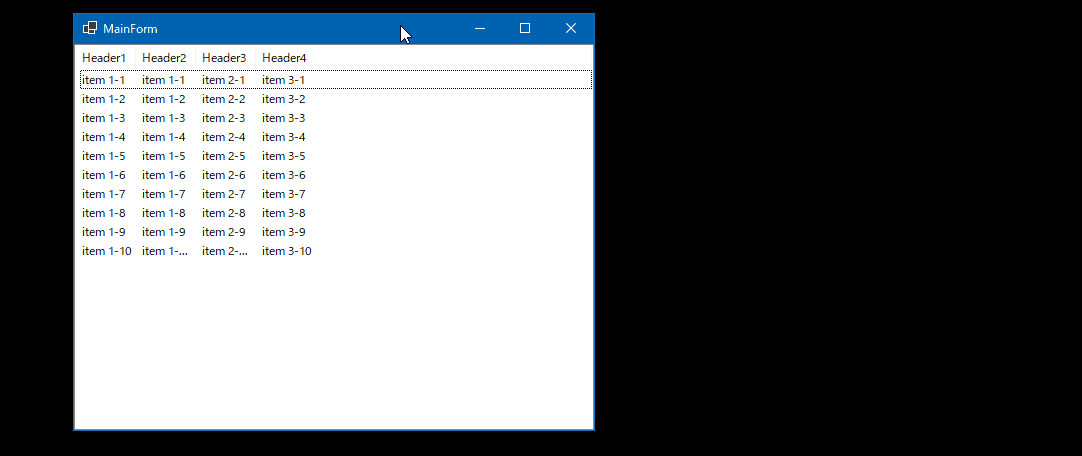 MainForm
Header1 Header2 Header3 Header4
item 1-1 item 1-1 item 2-1 item 3-1
item 1-2 item 1-2 item 2-2 item 3-2
item 1-3 item 1-3 item 2-3 item 3-3
item 1-4 item 1-4 item 2-4 item 3-4
item 1-5 item 1-5 item 2-5 item 3-5
item 1-6 item 1-6 item 2-6 item 3-6
item 1-7 item 1-7 item 2-7 item 3-7
item 1-8 item 1-8 item 2-8 item 3-8
item 1-9 item 1-9 item 2-9 item 3-9
item 1-10 item 1-... item 2-... item 3-10